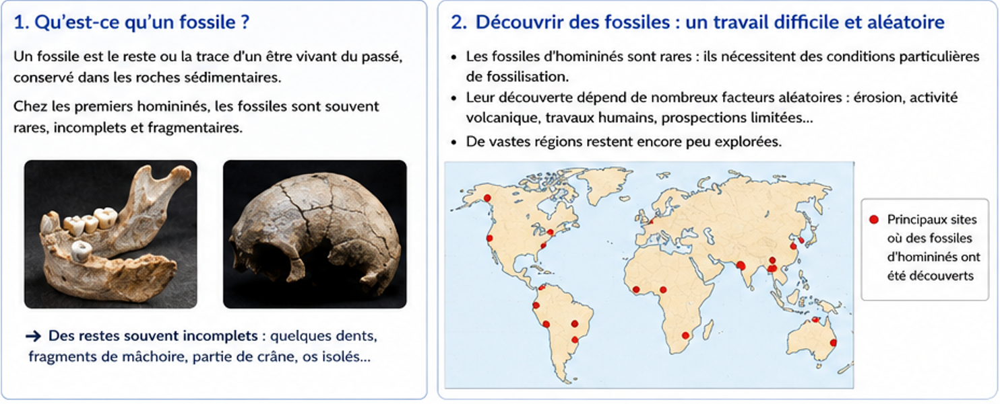 1. Qu'est-ce qu'un fossile ?
Un fossile est le reste ou la trace d'un être vivant du passé,
conservé dans les roches sédimentaires.
Chez les premiers homininés, les fossiles sont souvent
rares, incomplets et fragmentaires.
→ Des restes souvent incomplets : quelques dents,
fragments de mâchoire, partie de crâne, os isolés...
2. Découvrir des fossiles : un travail difficile et aléatoire
• Les fossiles d'homininés sont rares : ils nécessitent des conditions particulières
de fossilisation.
• Leur découverte dépend de nombreux facteurs aléatoires : érosion, activité
volcanique, travaux humains, prospections limitées...
• De vastes régions restent encore peu explorées.
Principaux sites
où des fossiles
d'homininés ont
été découverts